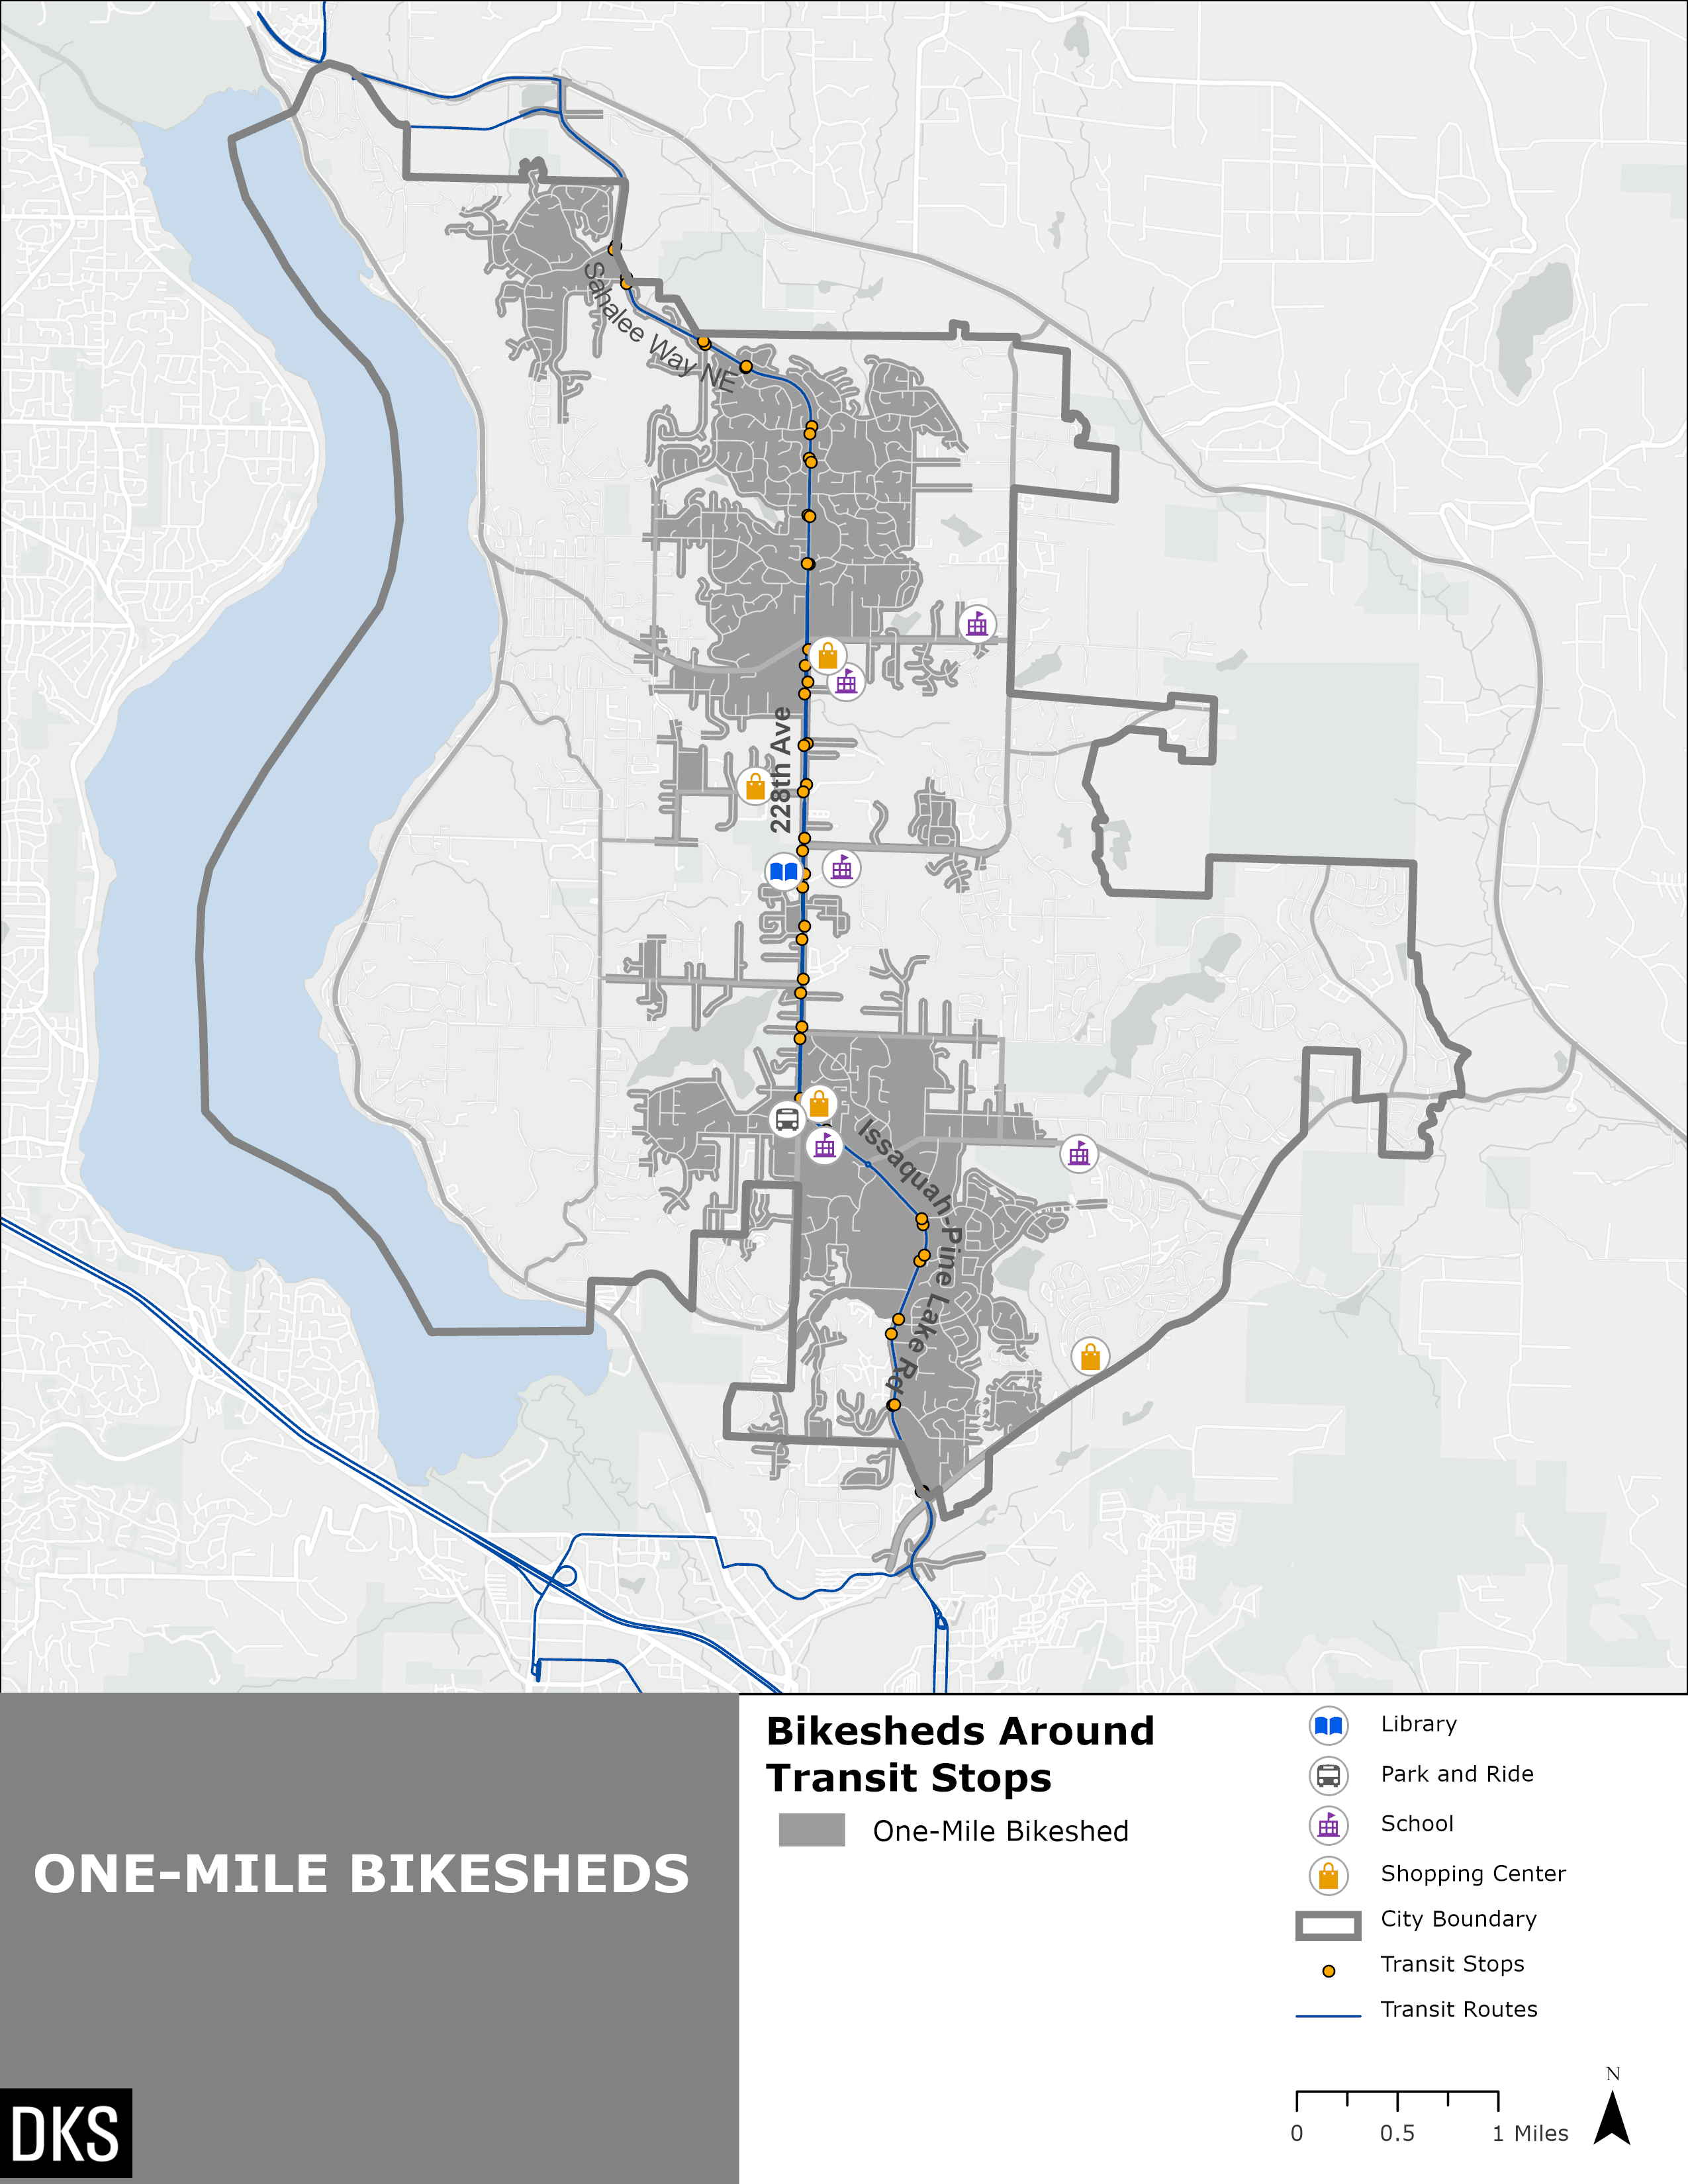 Sahalee Way NE
228th Ave
Issaquah-Pine Lake Rd
ONE-MILE BIKESHEDS
DKS
Bikesheds Around
Transit Stops
One-Mile Bikeshed
Library
Park and Ride
School
Shopping Center
City Boundary
Transit Stops
Transit Routes
N
0 0.5 1 Miles